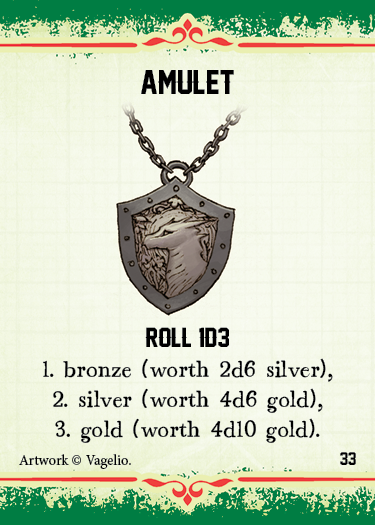 AMULET
ROLL 1D3
1. bronze (worth 2d6 silver),
2. silver (worth 4d6 gold),
3. gold (worth 4d10 gold).
Artwork © Vagelio.
33